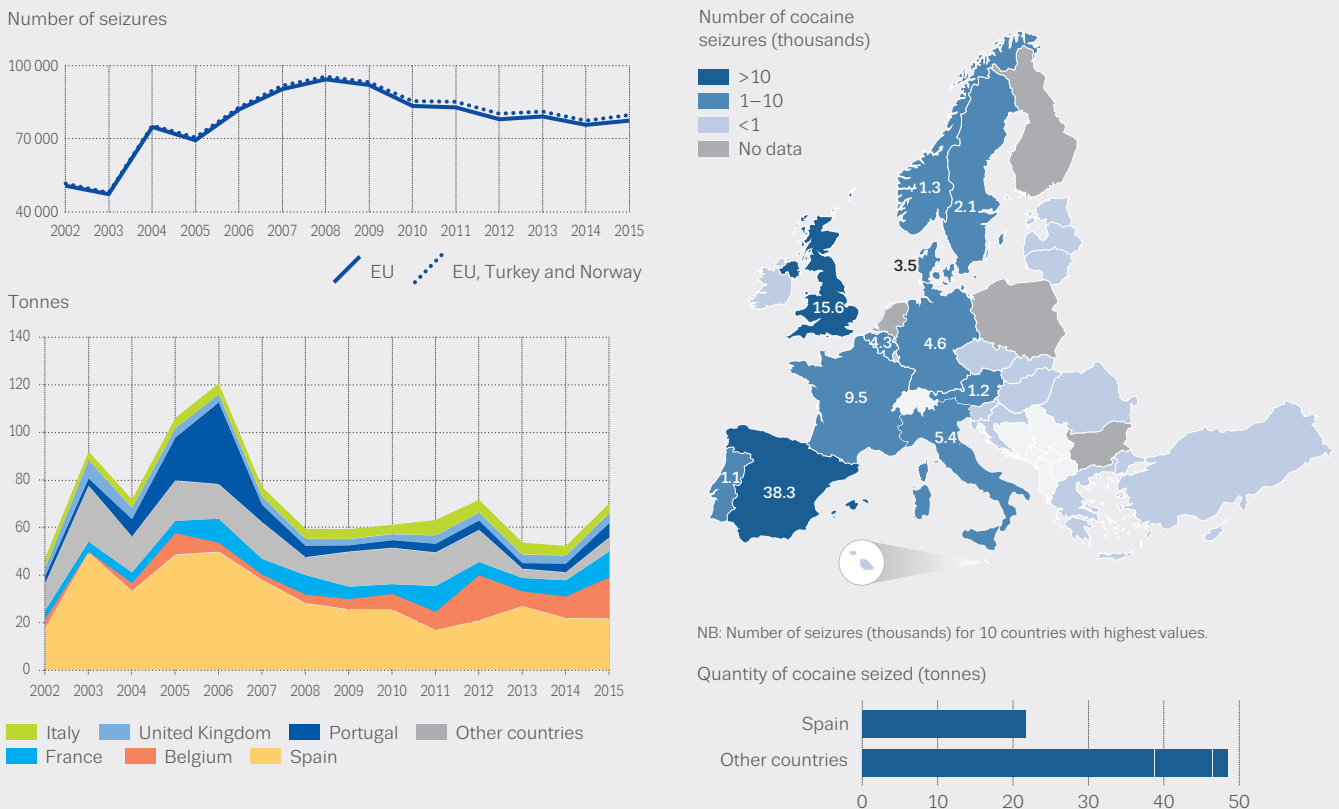 Number of seizures
100 000
70 000
40 000
2002 2003 2004 2005 2006 2007 2008 2009 2010 2011 2012 2013 2014 2015
EU EU, Turkey and Norway
Tonnes
140
120
100
80
60
40
20
0
2002 2003 2004 2005 2006 2007 2008 2009 2010 2011 2012 2013 2014 2015
Italy United Kingdom Portugal Other countries
France Belgium Spain
Number of cocaine
seizures (thousands)
>10
1–10
<1
No data
1.3
2.1
3.5
15.6
4.3
4.6
9.5
1.2
5.4
1.1
38.3
NB: Number of seizures (thousands) for 10 countries with highest values.
Quantity of cocaine seized (tonnes)
Spain
Other countries
0 10 20 30 40 50